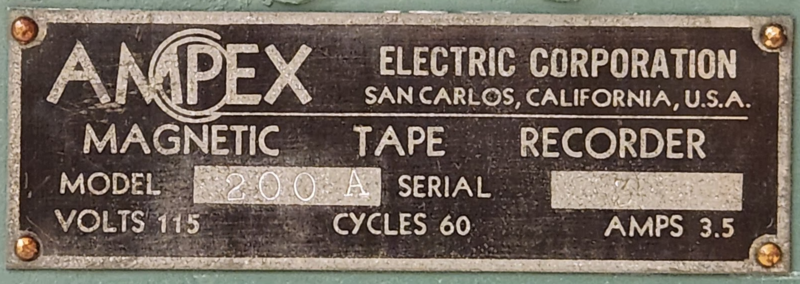 AMPEX ELECTRIC CORPORATION
SAN CARLOS, CALIFORNIA, U.S.A.
MAGNETIC TAPE RECORDER
MODEL 200 A SERIAL 3
VOLTS 115 CYCLES 60 AMPS 3.5